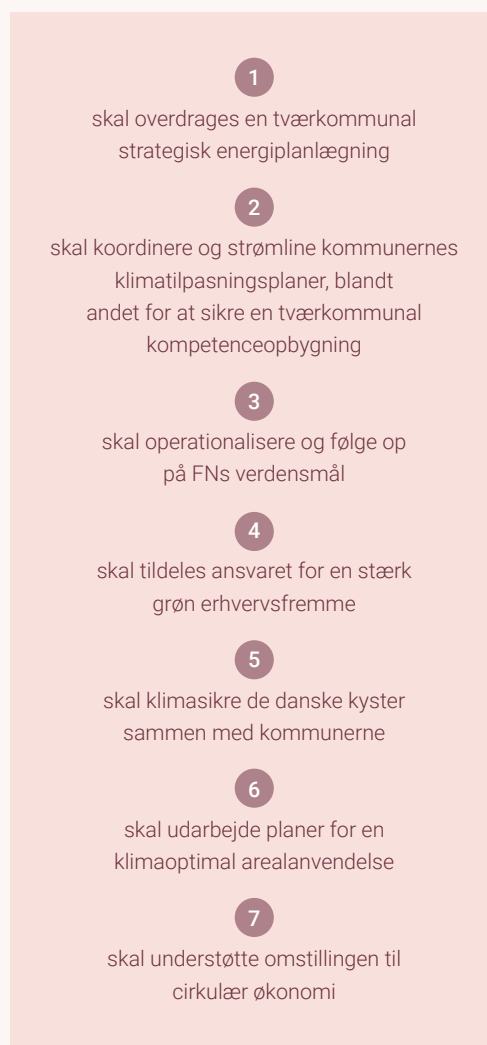 1
skal overdrages en tværkommunal
strategisk energiplanlægning
2
skal koordinere og strømline kommunernes
klimatilpasningsplaner, blandt
andet for at sikre en tværkommunal
kompetenceopbygning
3
skal operationalisere og følge op
på FNs verdensmål
4
skal tildeles ansvaret for en stærk
grøn erhvervsfremme
5
skal klimasikre de danske kyster
sammen med kommunerne
6
skal udarbejde planer for en
klimaoptimal arealanvendelse
7
skal understøtte omstillingen til
cirkulær økonomi